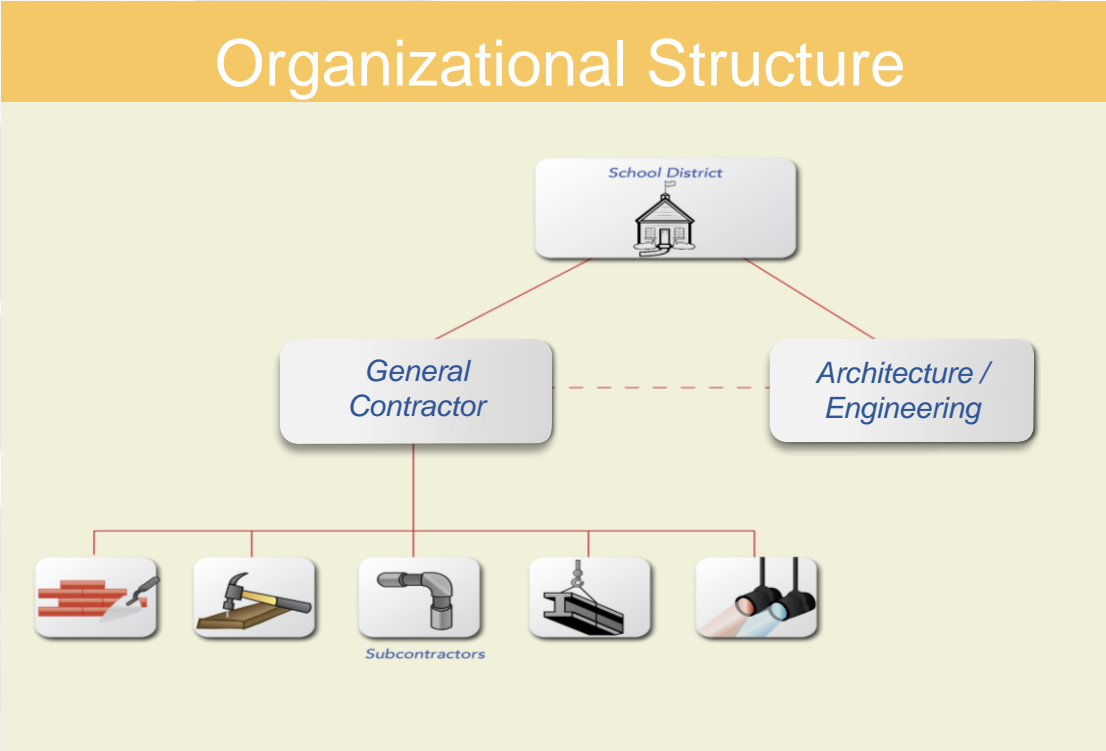 Organizational Structure
School District
General
Contractor
Architecture /
Engineering
Subcontractors